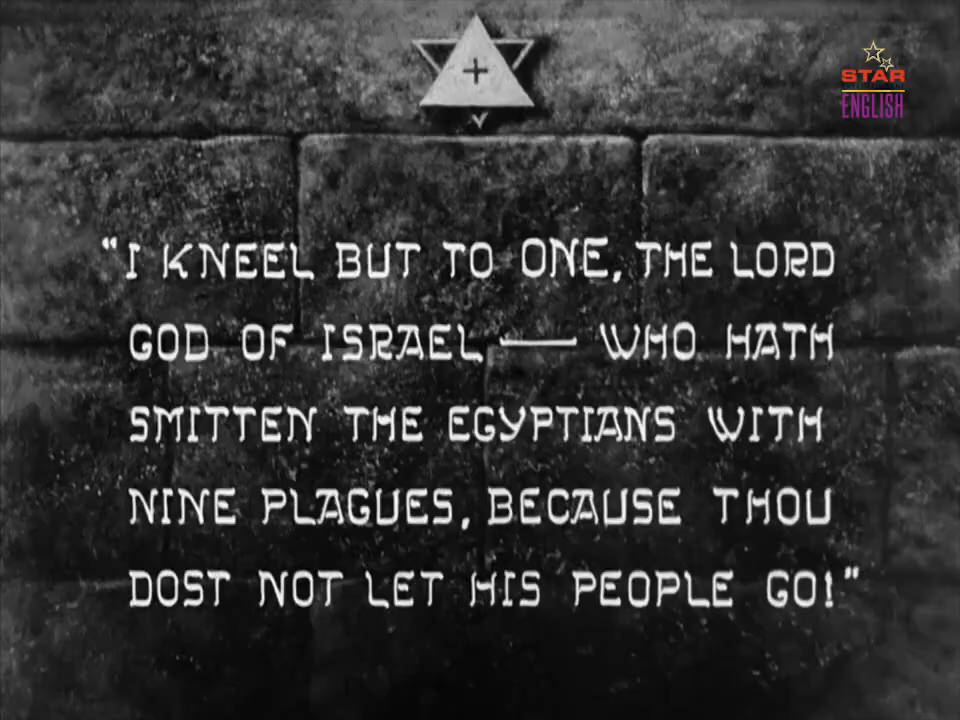 STAR
ENGLISH
"I KNEEL BUT TO ONE, THE LORD
GOD OF ISRAEL — WHO HATH
SMITTEN THE EGYPTIANS WITH
NINE PLAGUES, BECAUSE THOU
DOST NOT LET HIS PEOPLE GO!"